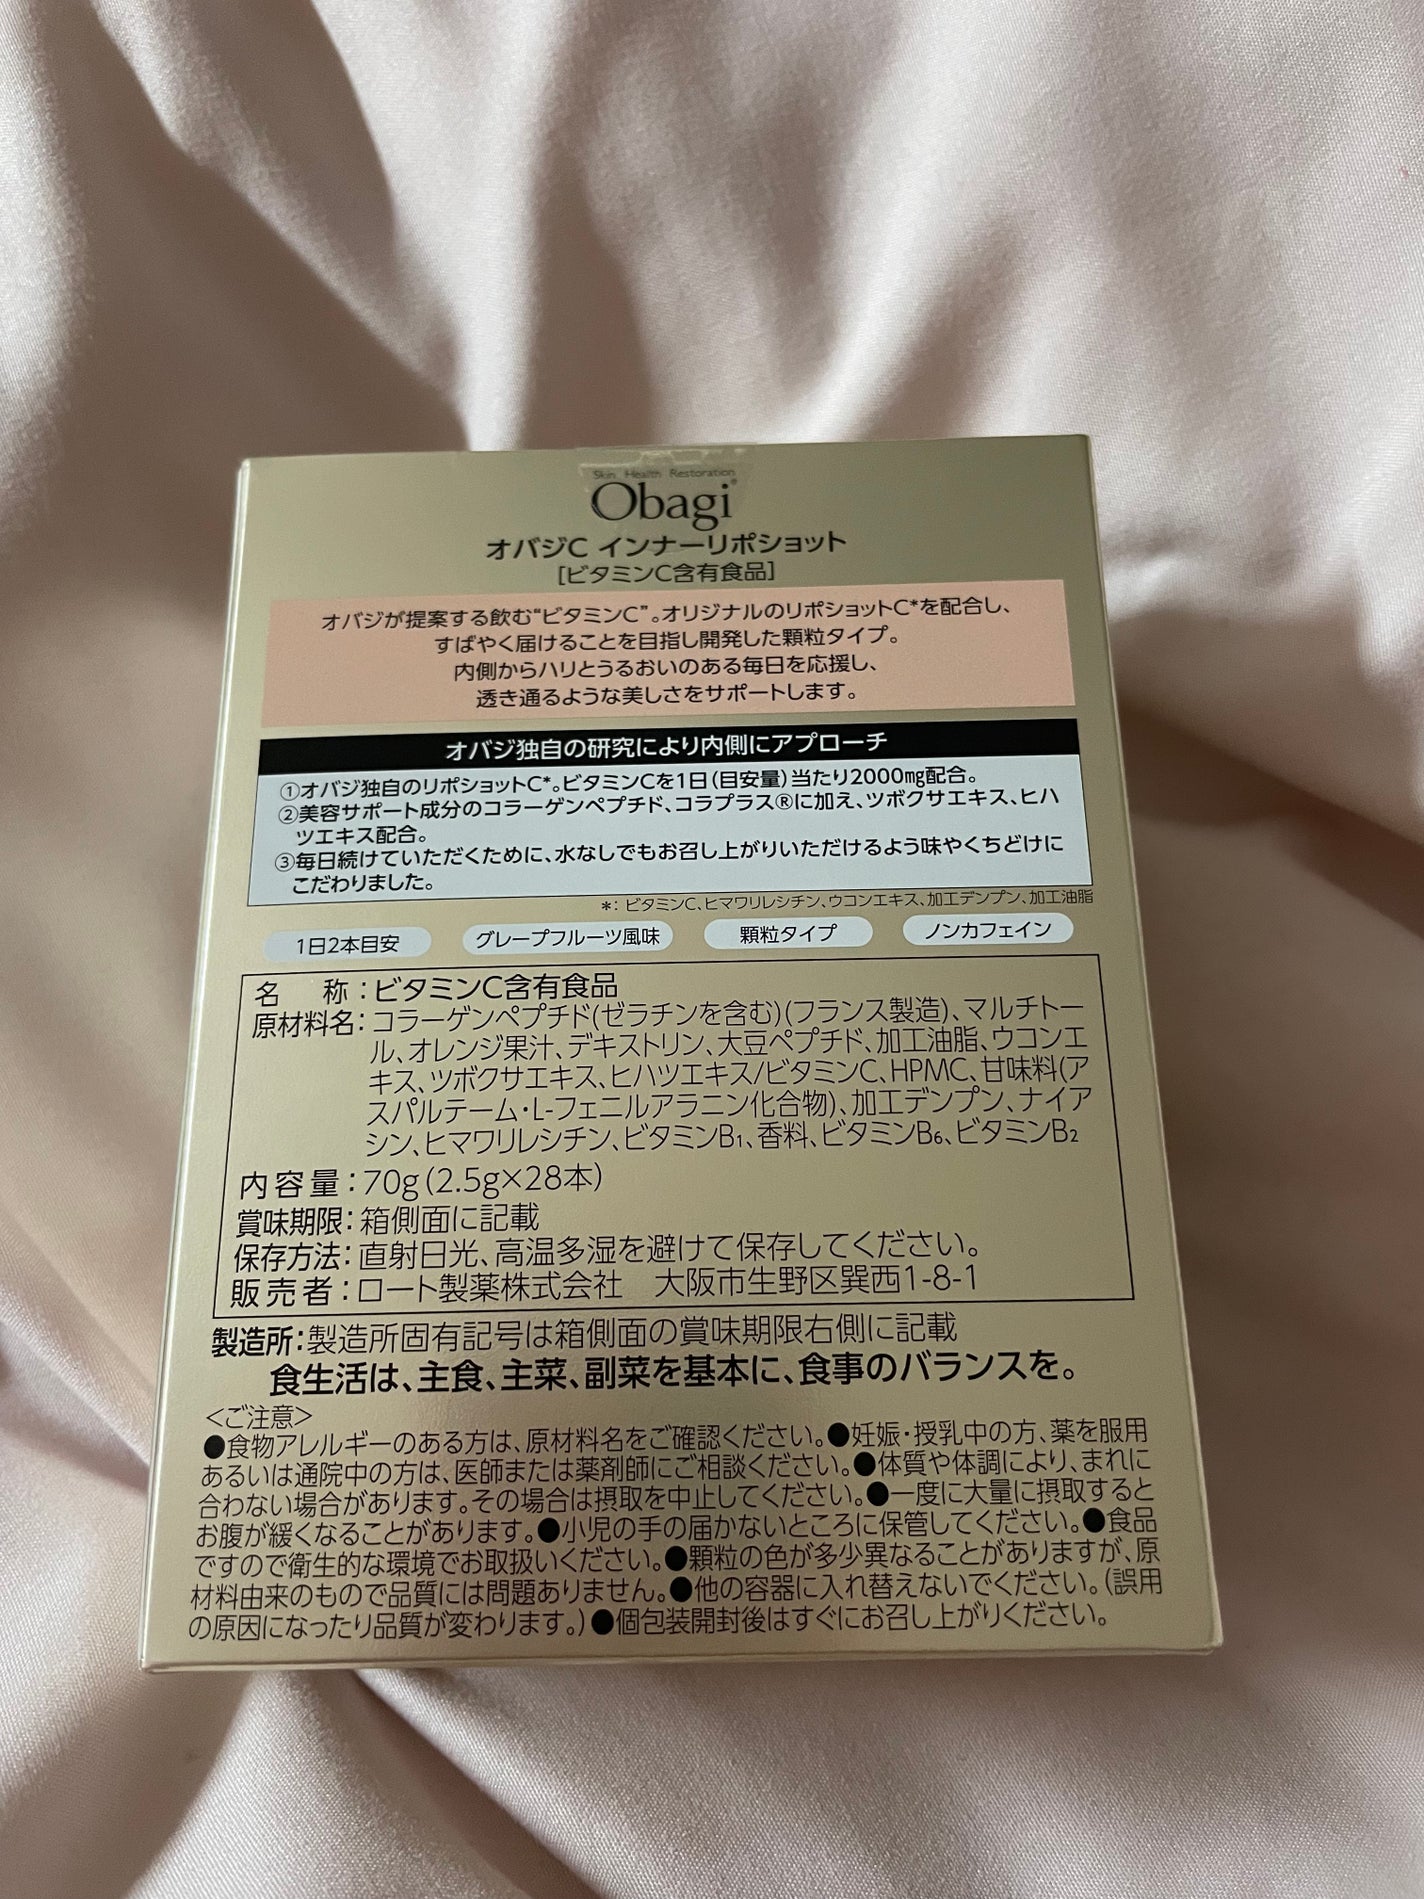 Skin Health Restoration
Obagi®
オバジC インナーリポショット
[ビタミンC含有食品]
オバジが提案する飲む“ビタミンC”。オリジナルのリポショットC*を配合し、
すばやく届けることを目指し開発した顆粒タイプ。
内側からハリとうるおいのある毎日を応援し、
透き通るような美しさをサポートします。
オバジ独自の研究により内側にアプローチ
①オバジ独自のリポショットC*。ビタミンCを1日(目安量)当たり2000㎎配合。
②美容サポート成分のコラーゲンペプチド、コラプラス®に加え、ツボクサエキス、ヒハ
ツエキス配合。
③毎日続けていただくために、水なしでもお召し上がりいただけるよう味やくちどけに
こだわりました。
*: ビタミンC、ヒマワリレシチン、ウコンエキス、加工デンプン、加工油脂
1日2本目安 グレープフルーツ風味 顆粒タイプ ノンカフェイン
名 称:ビタミンC含有食品
原材料名:コラーゲンペプチド(ゼラチンを含む)(フランス製造)、マルチトー
ル、オレンジ果汁、デキストリン、大豆ペプチド、加工油脂、ウコンエ
キス、ツボクサエキス、ヒハツエキス/ビタミンC、HPMC、甘味料(ア
スパルテーム・L-フェニルアラニン化合物)、加工デンプン、ナイア
シン、ヒマワリレシチン、ビタミンB₁、香料、ビタミンB₆、ビタミンB₂
内容量:70g(2.5g×28本)
賞味期限:箱側面に記載
保存方法:直射日光、高温多湿を避けて保存してください。
販売者:ロート製薬株式会社 大阪市生野区巽西1-8-1
製造所:製造所固有記号は箱側面の賞味期限右側に記載
食生活は、主食、主菜、副菜を基本に、食事のバランスを。
<ご注意>
●食物アレルギーのある方は、原材料名をご確認ください。●妊娠・授乳中の方、薬を服用
あるいは通院中の方は、医師または薬剤師にご相談ください。●体質や体調により、まれに
合わない場合があります。その場合は摂取を中止してください。●一度に大量に摂取すると
お腹が緩くなることがあります。●小児の手の届かないところに保管してください。●食品
ですので衛生的な環境でお取扱いください。●顆粒の色が多少異なることがありますが、原
材料由来のもので品質には問題ありません。●他の容器に入れ替えないでください。(誤用
の原因になったり品質が変わります。)●個包装開封後はすぐにお召し上がりください。